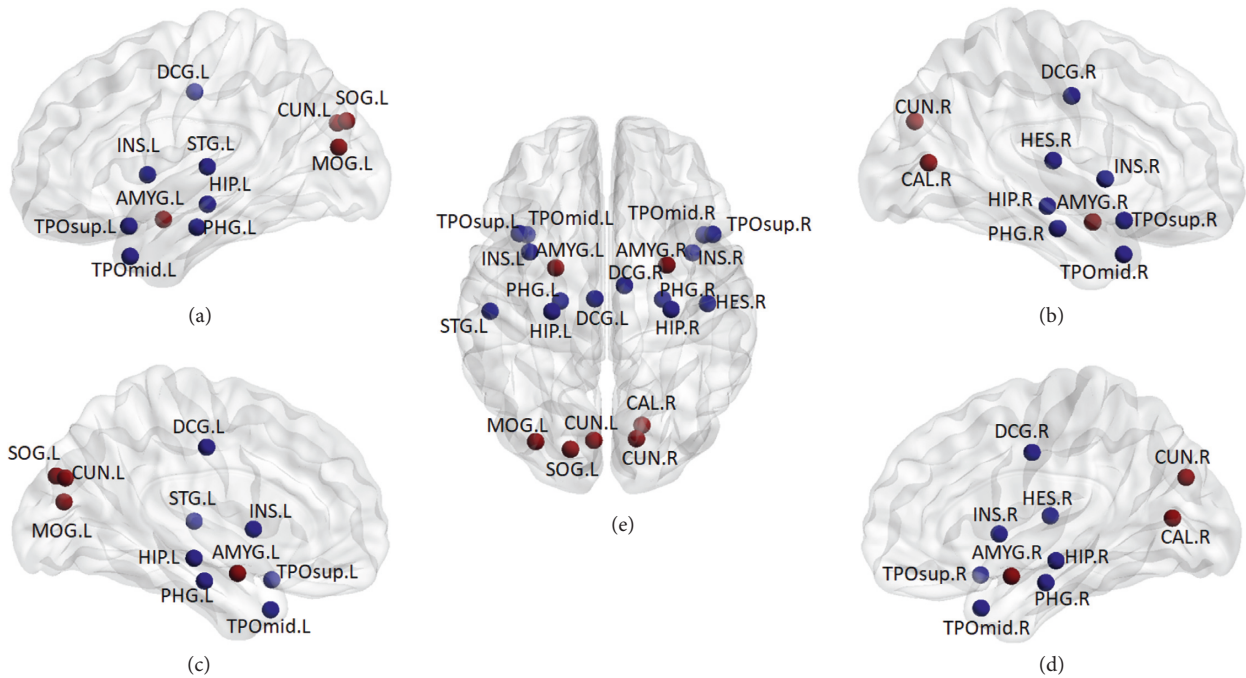 DCG.L
SOG.L
CUN.L
MOG.L
INS.L
STG.L
HIP.L
AMYG.L
TPOsup.L
PHG.L
TPOmid.L
(a)
DCG.R
CUN.R
HES.R
CAL.R
INS.R
HIP.R
AMYG.R
TPOsup.R
PHG.R
TPOmid.R
(b)
TPOsup.L
TPOmid.L
TPOmid.R
TPOsup.R
INS.L
AMYG.L
AMYG.R
INS.R
DCG.R
PHG.L
PHG.R
HES.R
STG.L
HIP.L
DCG.L
HIP.R
CAL.R
MOG.L
CUN.L
SOG.L
CUN.R
(e)
DCG.L
SOG.L
CUN.L
STG.L
INS.L
MOG.L
HIP.L
AMYG.L
TPOsup.L
PHG.L
TPOmid.L
(c)
DCG.R
CUN.R
HES.R
INS.R
CAL.R
AMYG.R
HIP.R
TPOsup.R
PHG.R
TPOmid.R
(d)